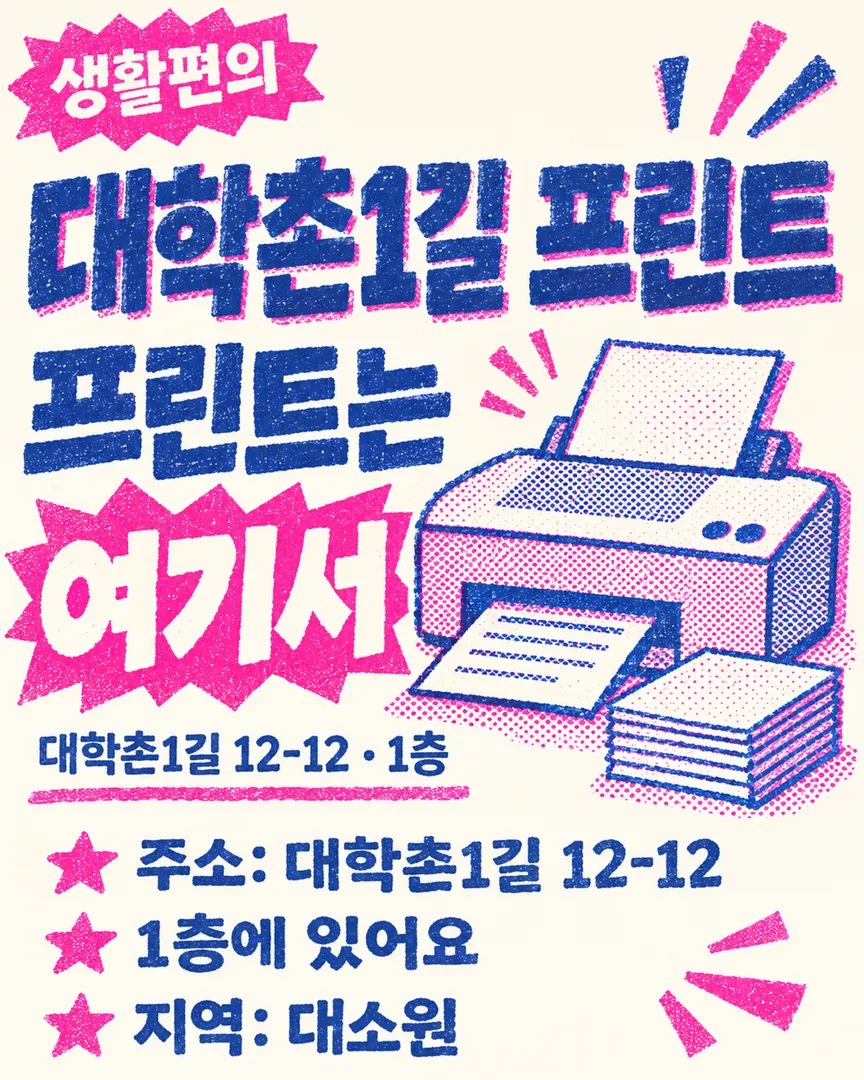 생활편의
대학촌1길 프린트
프린트는
여기서
대학촌1길 12-12 · 1층
주소: 대학촌1길 12-12
1층에 있어요
지역: 대소원